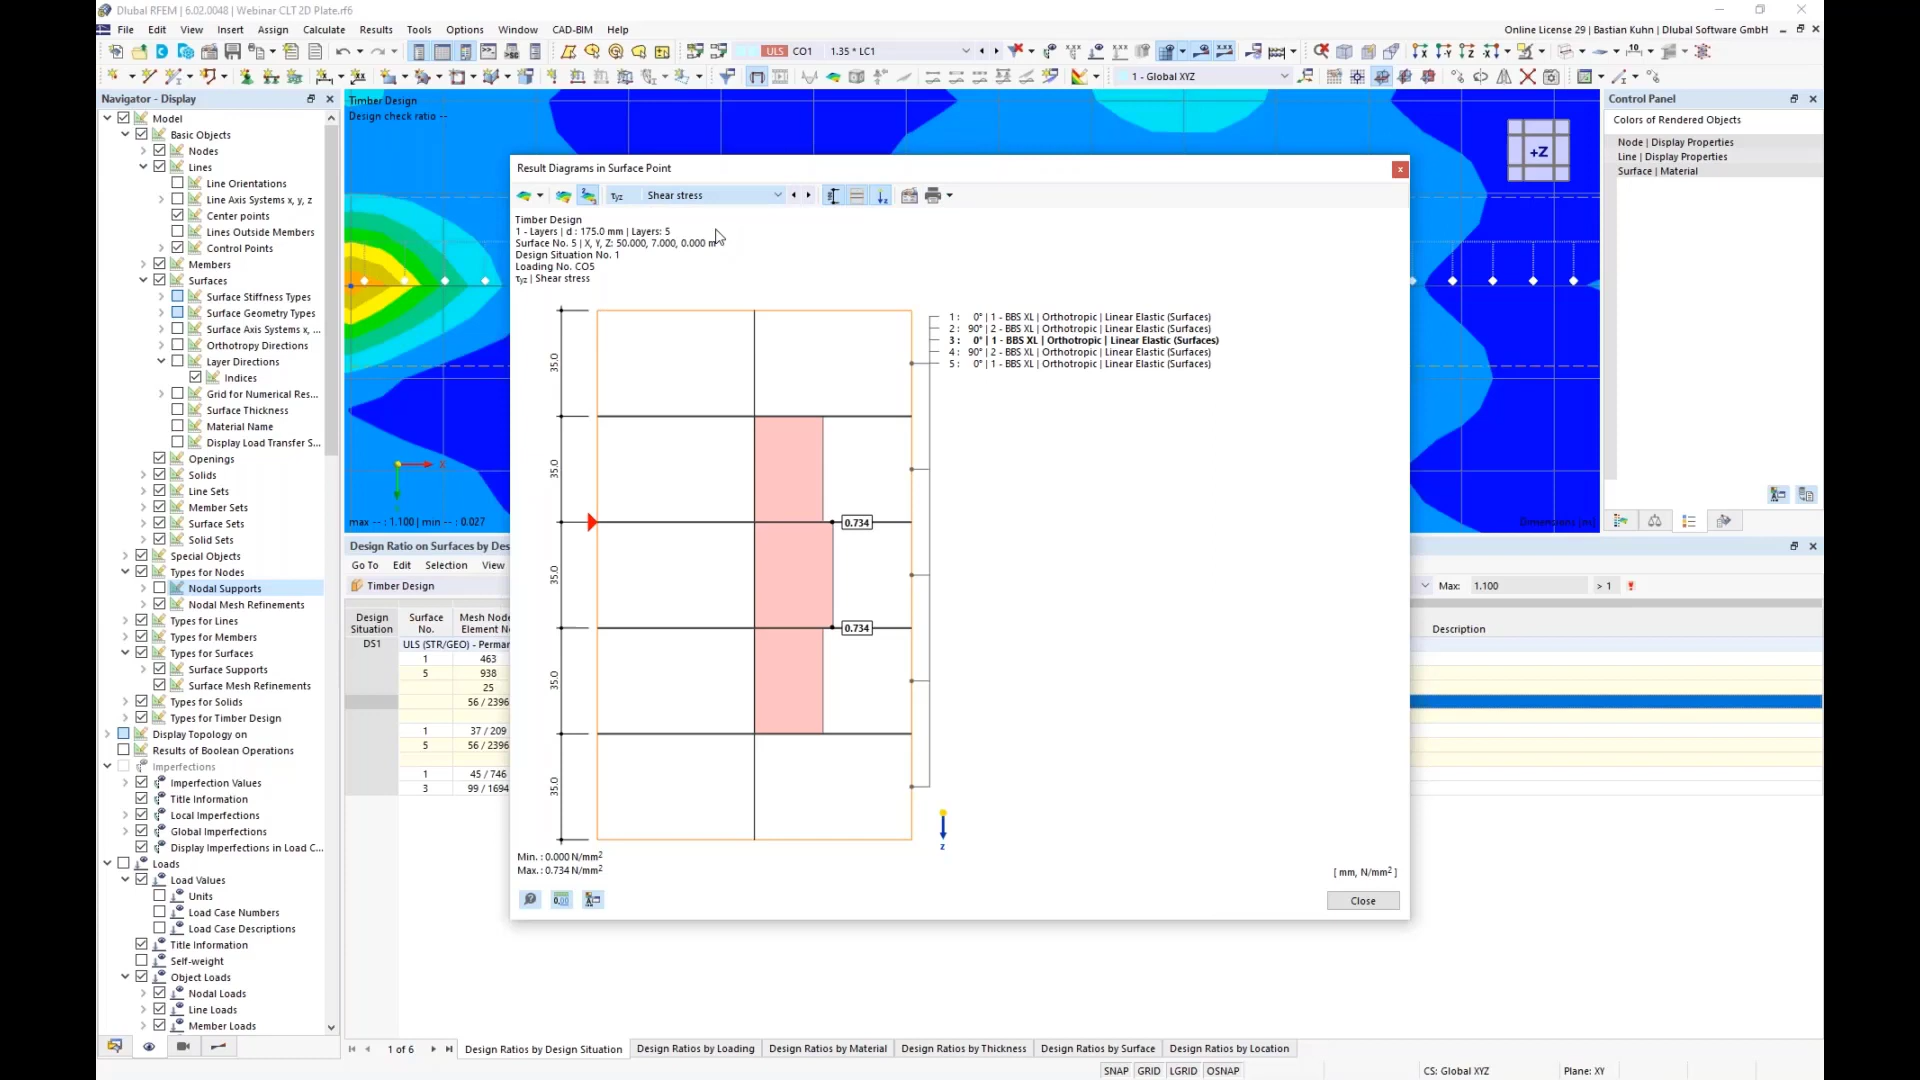 Dlubal RFEM | 6.02.0048 | Webinar CLT 2D Plate.rf6
File Edit View Insert Assign Calculate Results Tools Options Window CAD-BIM Help
Online License 29 | Bastian Kuhn | Dlubal Software GmbH
ULS CO1 1.35 * LC1
1 - Global XYZ
Navigator - Display
Model
Basic Objects
Nodes
Lines
Line Orientations
Line Axis Systems x, y, z
Center points
Lines Outside Members
Control Points
Members
Surfaces
Surface Stiffness Types
Surface Geometry Types
Surface Axis Systems x, ...
Orthotropy Directions
Layer Directions
Indices
Grid for Numerical Res...
Surface Thickness
Material Name
Display Load Transfer S...
Openings
Solids
Line Sets
Member Sets
Surface Sets
Solid Sets
Special Objects
Types for Nodes
Nodal Supports
Nodal Mesh Refinements
Types for Lines
Types for Members
Types for Surfaces
Surface Supports
Surface Mesh Refinements
Types for Solids
Types for Timber Design
Display Topology on
Results of Boolean Operations
Imperfections
Imperfection Values
Title Information
Local Imperfections
Global Imperfections
Display Imperfections in Load C...
Loads
Load Values
Units
Load Case Numbers
Load Case Descriptions
Title Information
Self-weight
Object Loads
Nodal Loads
Line Loads
Member Loads
Timber Design
Design check ratio --
X
max -- : 1.100 | min -- : 0.027
+Z
Dimensions [m]
Result Diagrams in Surface Point
τyz Shear stress
Timber Design
1 - Layers | d : 175.0 mm | Layers: 5
Surface No. 5 | X, Y, Z: 50.000, 7.000, 0.000 m
Design Situation No. 1
Loading No. CO5
τyz | Shear stress
35.0
35.0
35.0
35.0
35.0
0.734
0.734
1 : 0° | 1 - BBS XL | Orthotropic | Linear Elastic (Surfaces)
2 : 90° | 2 - BBS XL | Orthotropic | Linear Elastic (Surfaces)
3 : 0° | 1 - BBS XL | Orthotropic | Linear Elastic (Surfaces)
4 : 90° | 2 - BBS XL | Orthotropic | Linear Elastic (Surfaces)
5 : 0° | 1 - BBS XL | Orthotropic | Linear Elastic (Surfaces)
z
Min. : 0.000 N/mm²
Max. : 0.734 N/mm²
[ mm, N/mm² ]
0,00
Close
Control Panel
Colors of Rendered Objects
Node | Display Properties
Line | Display Properties
Surface | Material
Design Ratio on Surfaces by Des
Go To Edit Selection View
Timber Design
Max: 1.100 > 1
Design Situation
Surface No.
Mesh Node
Element N
Description
DS1 ULS (STR/GEO) - Perma
1 463
5 938
25
56 / 2396
1 37 / 209
5 56 / 2396
1 45 / 746
3 99 / 1694
1 of 6
Design Ratios by Design Situation
Design Ratios by Loading
Design Ratios by Material
Design Ratios by Thickness
Design Ratios by Surface
Design Ratios by Location
SNAP GRID LGRID OSNAP
CS: Global XYZ
Plane: XY